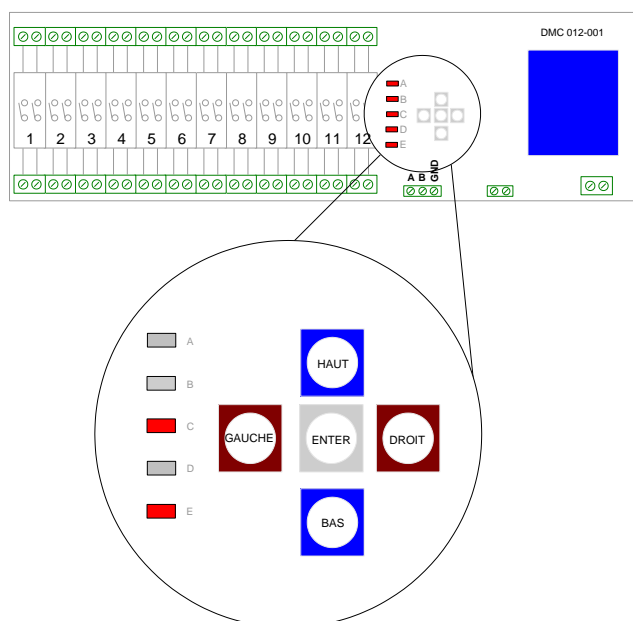 DMC 012-001
1 2 3 4 5 6 7 8 9 10 11 12
A
B
C
D
E
A B GND
A
B
C
D
E
HAUT
GAUCHE ENTER DROIT
BAS